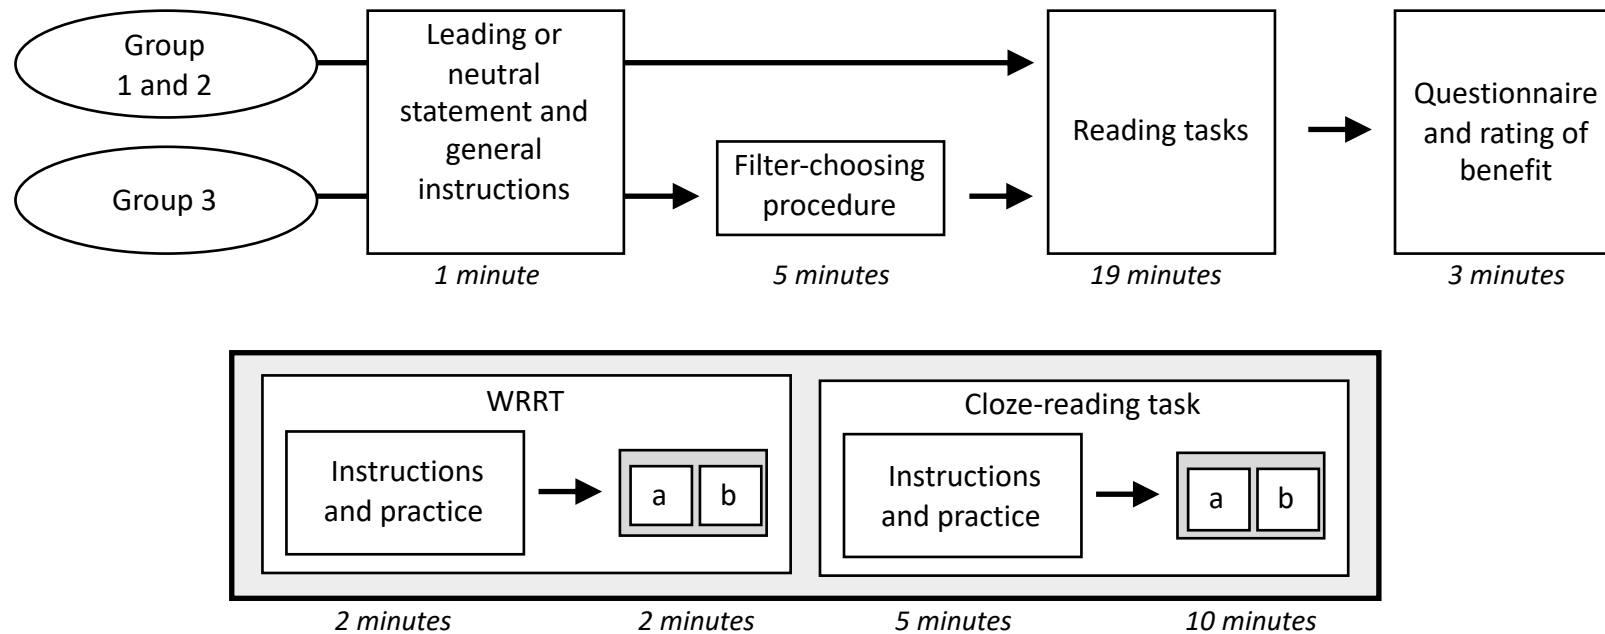 Group
1 and 2
Group 3
Leading or
neutral
statement and
general
instructions
1 minute
Filter-choosing
procedure
5 minutes
Reading tasks
19 minutes
Questionnaire
and rating of
benefit
3 minutes
WRRT
Instructions
and practice
a
b
2 minutes
2 minutes
Cloze-reading task
Instructions
and practice
a
b
5 minutes
10 minutes